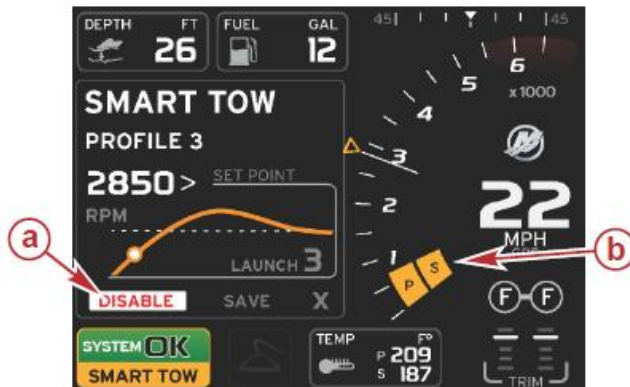 DEPTH FT
26
FUEL GAL
12
45 45
SMART TOW
PROFILE 3
2850> SET POINT
RPM
LAUNCH 3
DISABLE SAVE X
6
5
x1000
4
3
2
1
P S
22
MPH
F-F
TRIM
SYSTEM OK
SMART TOW
TEMP F°
P 209
S 187
a
b